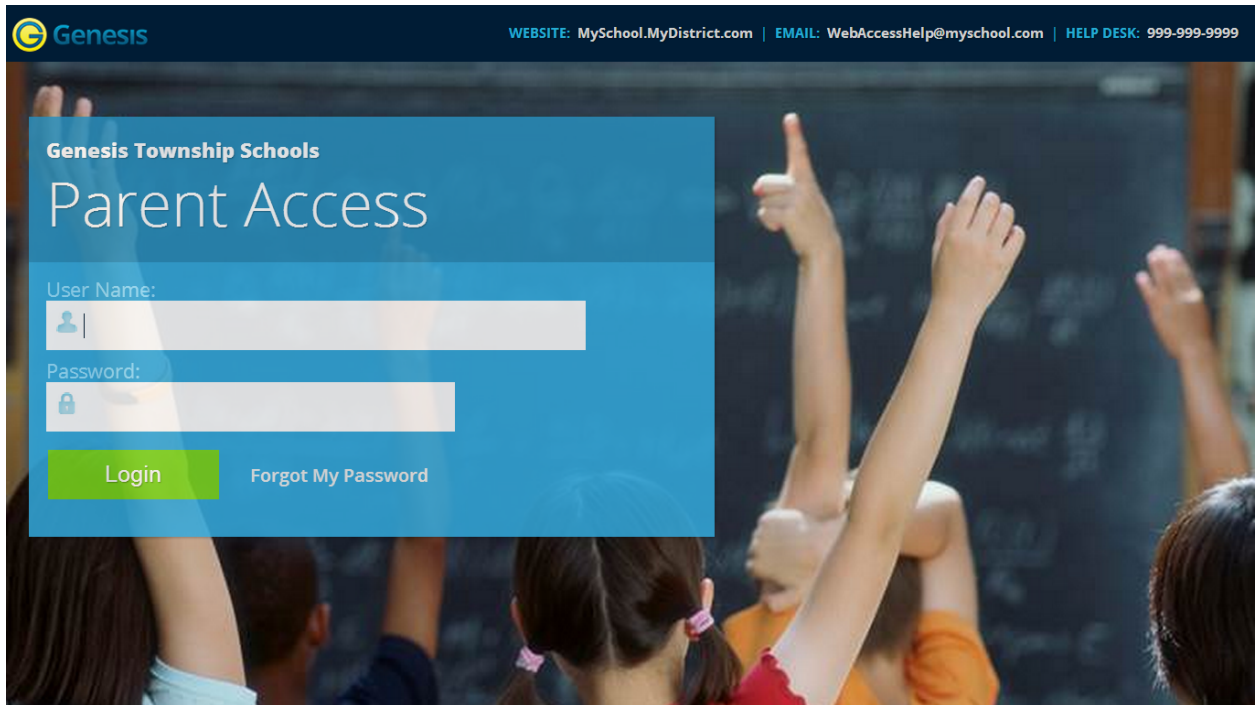 Genesis
WEBSITE: MySchool.MyDistrict.com | EMAIL: WebAccessHelp@myschool.com | HELP DESK: 999-999-9999
Genesis Township Schools
Parent Access
User Name:
Password:
Login Forgot My Password